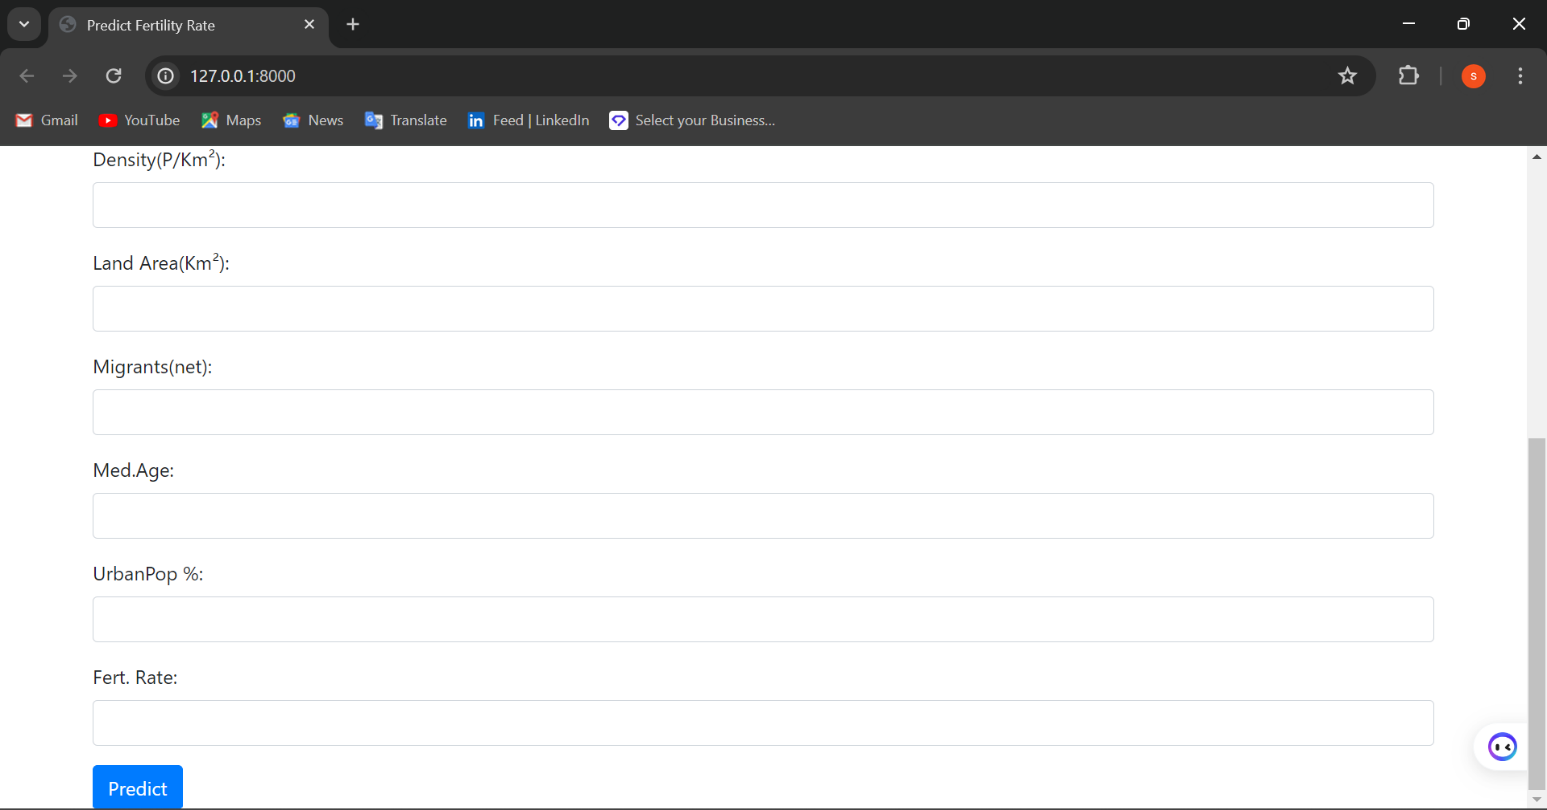 Predict Fertility Rate
127.0.0.1:8000
S
Gmail YouTube Maps News Translate Feed | LinkedIn Select your Business...
Density(P/Km²):
Land Area(Km²):
Migrants(net):
Med.Age:
UrbanPop %:
Fert. Rate:
Predict